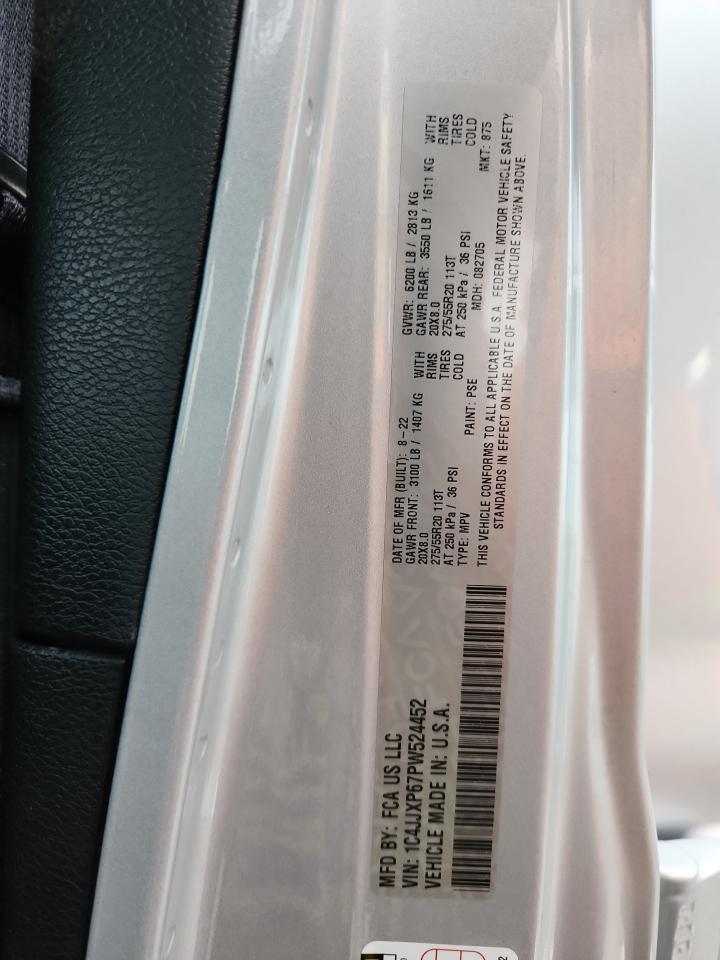 MFD BY: FCA US LLC
VIN: 1C4JJXP67PW524452
VEHICLE MADE IN: U.S.A.
DATE OF MFR (BUILT): 8-22 GVWR: 6200 LB / 2813 KG
GAWR FRONT: 3100 LB / 1407 KG WITH GAWR REAR: 3550 LB / 1611 KG WITH
20X8.0 RIMS 20X8.0 RIMS
275/55R20 113T TIRES 275/55R20 113T TIRES
AT 250 kPa / 36 PSI COLD AT 250 kPa / 36 PSI COLD
TYPE: MPV PAINT: PSE MDH: 082705 MKT: 875
THIS VEHICLE CONFORMS TO ALL APPLICABLE U.S.A. FEDERAL MOTOR VEHICLE SAFETY
STANDARDS IN EFFECT ON THE DATE OF MANUFACTURE SHOWN ABOVE.